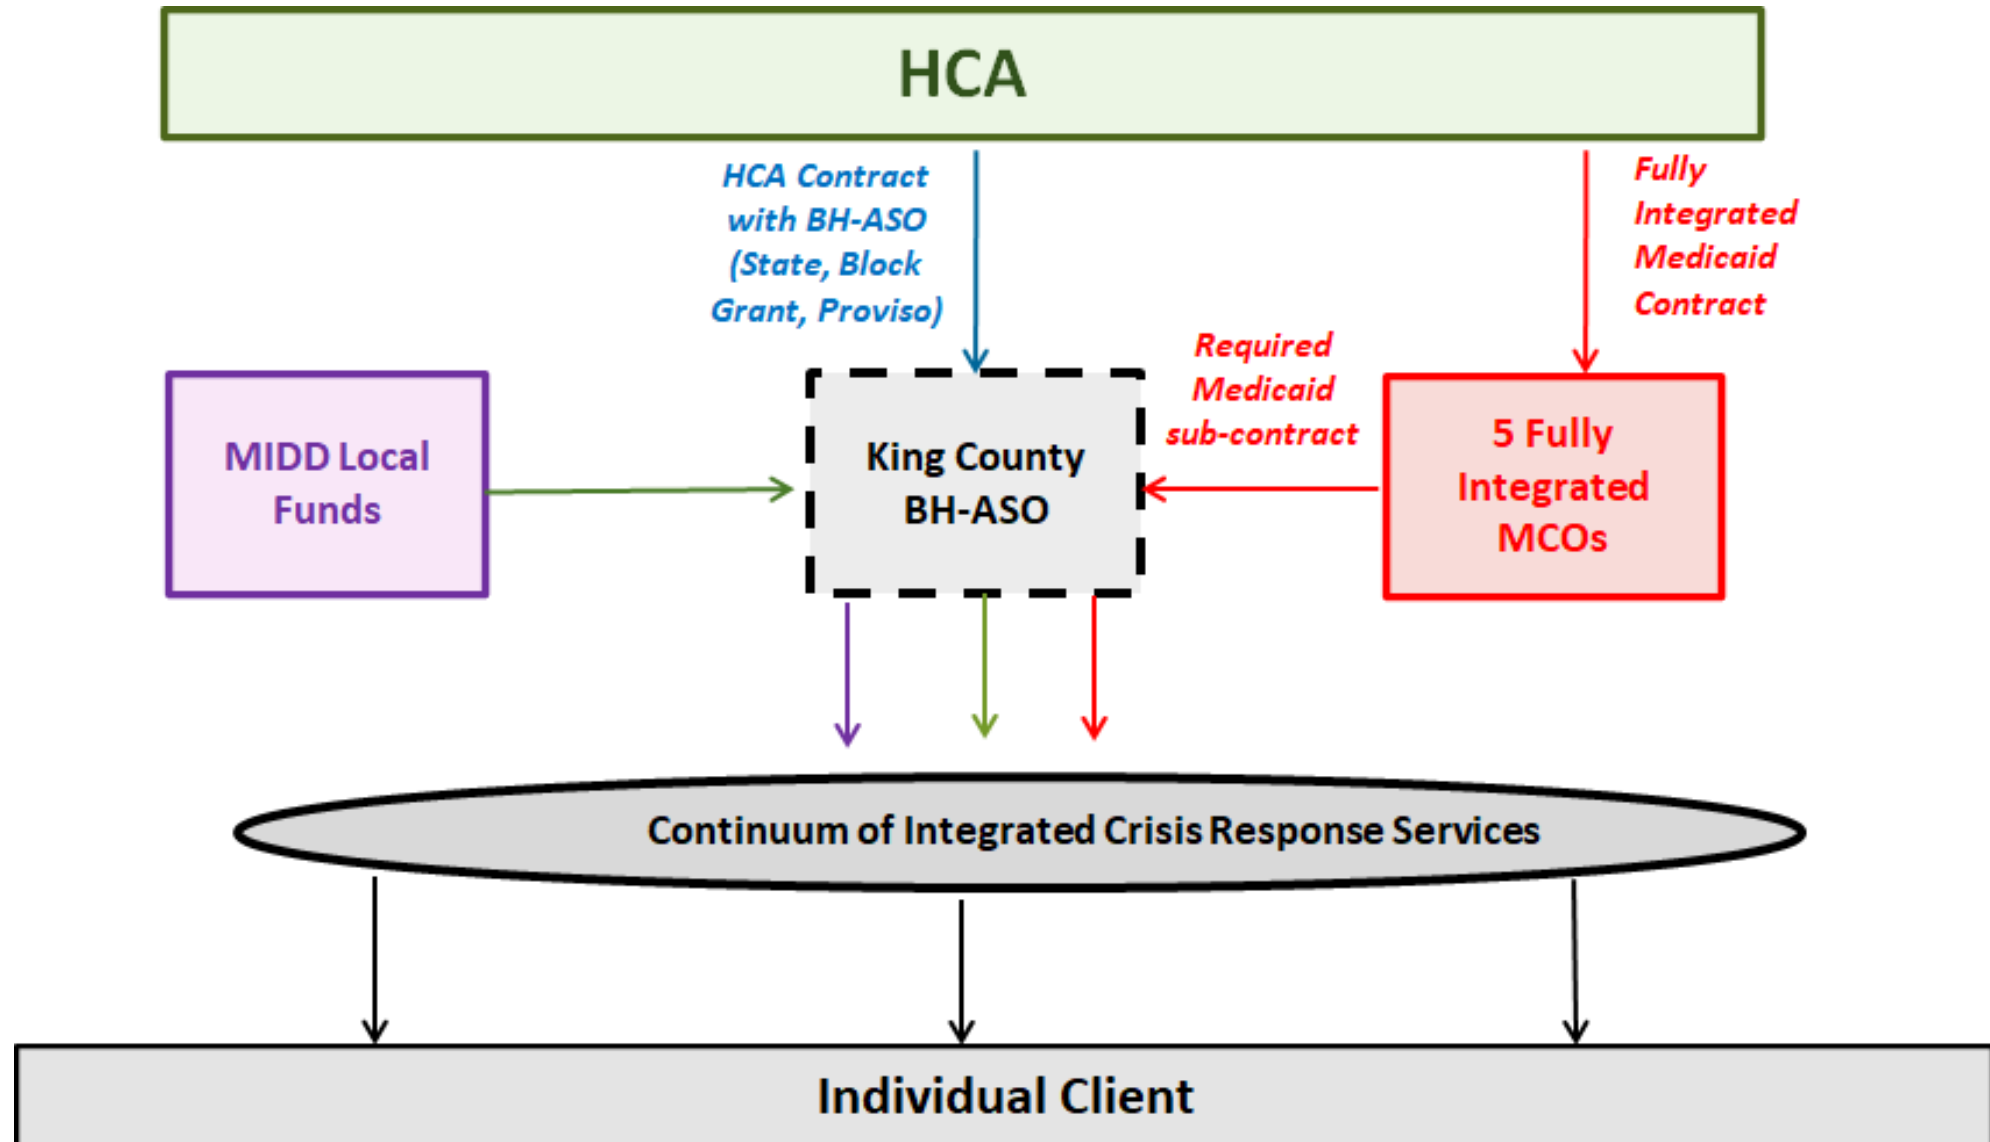 HCA
HCA Contract
with BH-ASO
(State, Block
Grant, Proviso)
Fully
Integrated
Medicaid
Contract
Required
Medicaid
sub-contract
MIDD Local
Funds
King County
BH-ASO
5 Fully
Integrated
MCOs
Continuum of Integrated Crisis Response Services
Individual Client